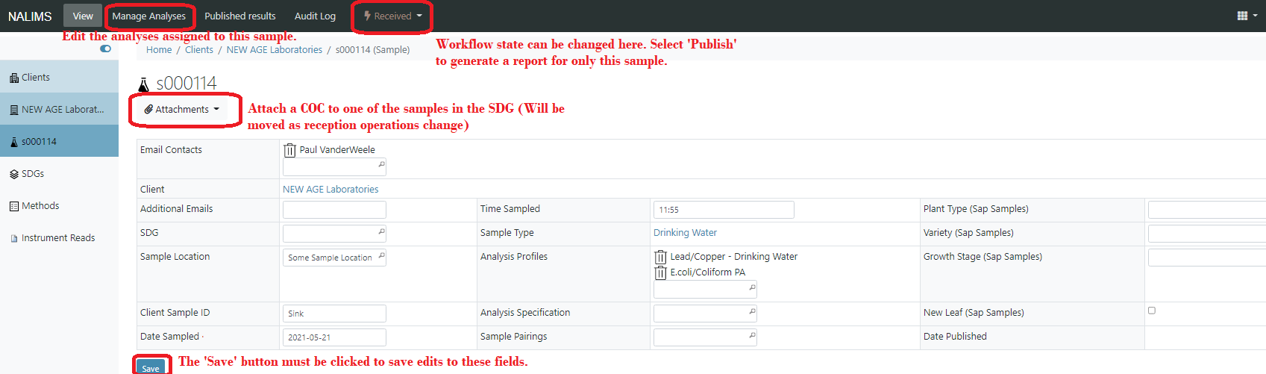 NALIMS View Manage Analyses Published results Audit Log Received
Edit the analyses assigned to this sample.
Home / Clients / NEW AGE Laboratories / s000114 (Sample)
Workflow state can be changed here. Select 'Publish'
to generate a report for only this sample.
Clients
NEW AGE Laborat...
s000114
SDGs
Methods
Instrument Reads
s000114
Attachments
Attach a COC to one of the samples in the SDG (Will be
moved as reception operations change)
Email Contacts Paul VanderWeele
Client NEW AGE Laboratories
Additional Emails Time Sampled 11:55 Plant Type (Sap Samples)
SDG Sample Type Drinking Water Variety (Sap Samples)
Sample Location Some Sample Location Analysis Profiles Lead/Copper - Drinking Water Growth Stage (Sap Samples)
E.coli/Coliform PA
Client Sample ID Sink Analysis Specification New Leaf (Sap Samples)
Date Sampled · 2021-05-21 Sample Pairings Date Published
Save The 'Save' button must be clicked to save edits to these fields.